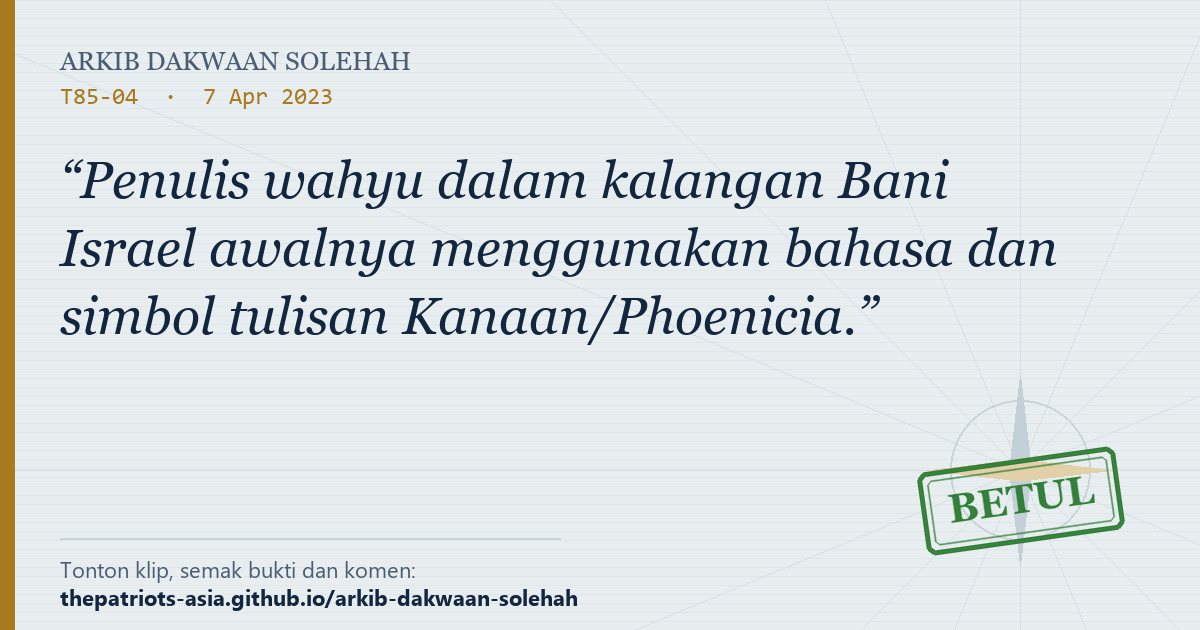 ARKIB DAKWAAN SOLEHAH
T85-04 · 7 Apr 2023
“Penulis wahyu dalam kalangan Bani
Israel awalnya menggunakan bahasa dan
simbol tulisan Kanaan/Phoenicia.”
BETUL
Tonton klip, semak bukti dan komen:
thepatriots-asia.github.io/arkib-dakwaan-solehah